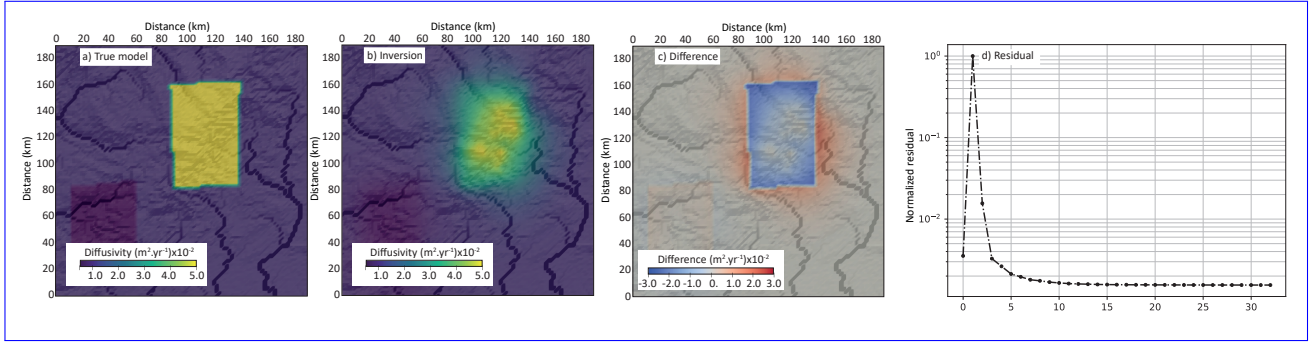 Distance (km)
0 20 40 60 80 100 120 140 160 180
a) True model
Distance (km)
180
160
140
120
100
80
60
40
20
0
Diffusivity (m².yr⁻¹)x10⁻²
1.0 2.0 3.0 4.0 5.0
Distance (km)
0 20 40 60 80 100 120 140 160 180
b) Inversion
Distance (km)
180
160
140
120
100
80
60
40
20
0
Diffusivity (m².yr⁻¹)x10⁻²
1.0 2.0 3.0 4.0 5.0
Distance (km)
0 20 40 60 80 100 120 140 160 180
c) Difference
Distance (km)
180
160
140
120
100
80
60
40
20
0
Difference (m².yr⁻¹)x10⁻²
-3.0 -2.0 -1.0 0. 1.0 2.0 3.0
d) Residual
Normalized residual
10⁰
10⁻¹
10⁻²
0 5 10 15 20 25 30